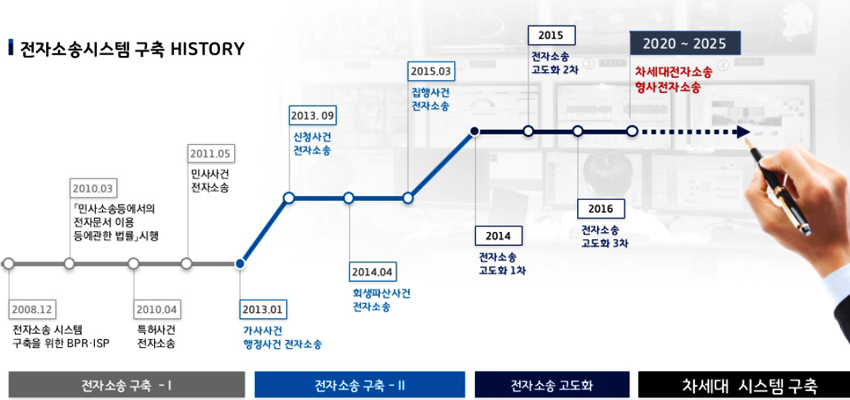 전자소송시스템 구축 HISTORY
2008.12
전자소송 시스템
구축을 위한 BPR·ISP
2010.03
「민사소송등에서의
전자문서 이용
등에관한 법률」시행
2010.04
특허사건
전자소송
2011.05
민사사건
전자소송
2013.01
가사사건
행정사건 전자소송
2013. 09
신청사건
전자소송
2014.04
회생파산사건
전자소송
2015.03
집행사건
전자소송
2014
전자소송
고도화 1차
2015
전자소송
고도화 2차
2016
전자소송
고도화 3차
2020 ~ 2025
차세대전자소송
형사전자소송
전자소송 구축 - I
전자소송 구축 - II
전자소송 고도화
차세대 시스템 구축